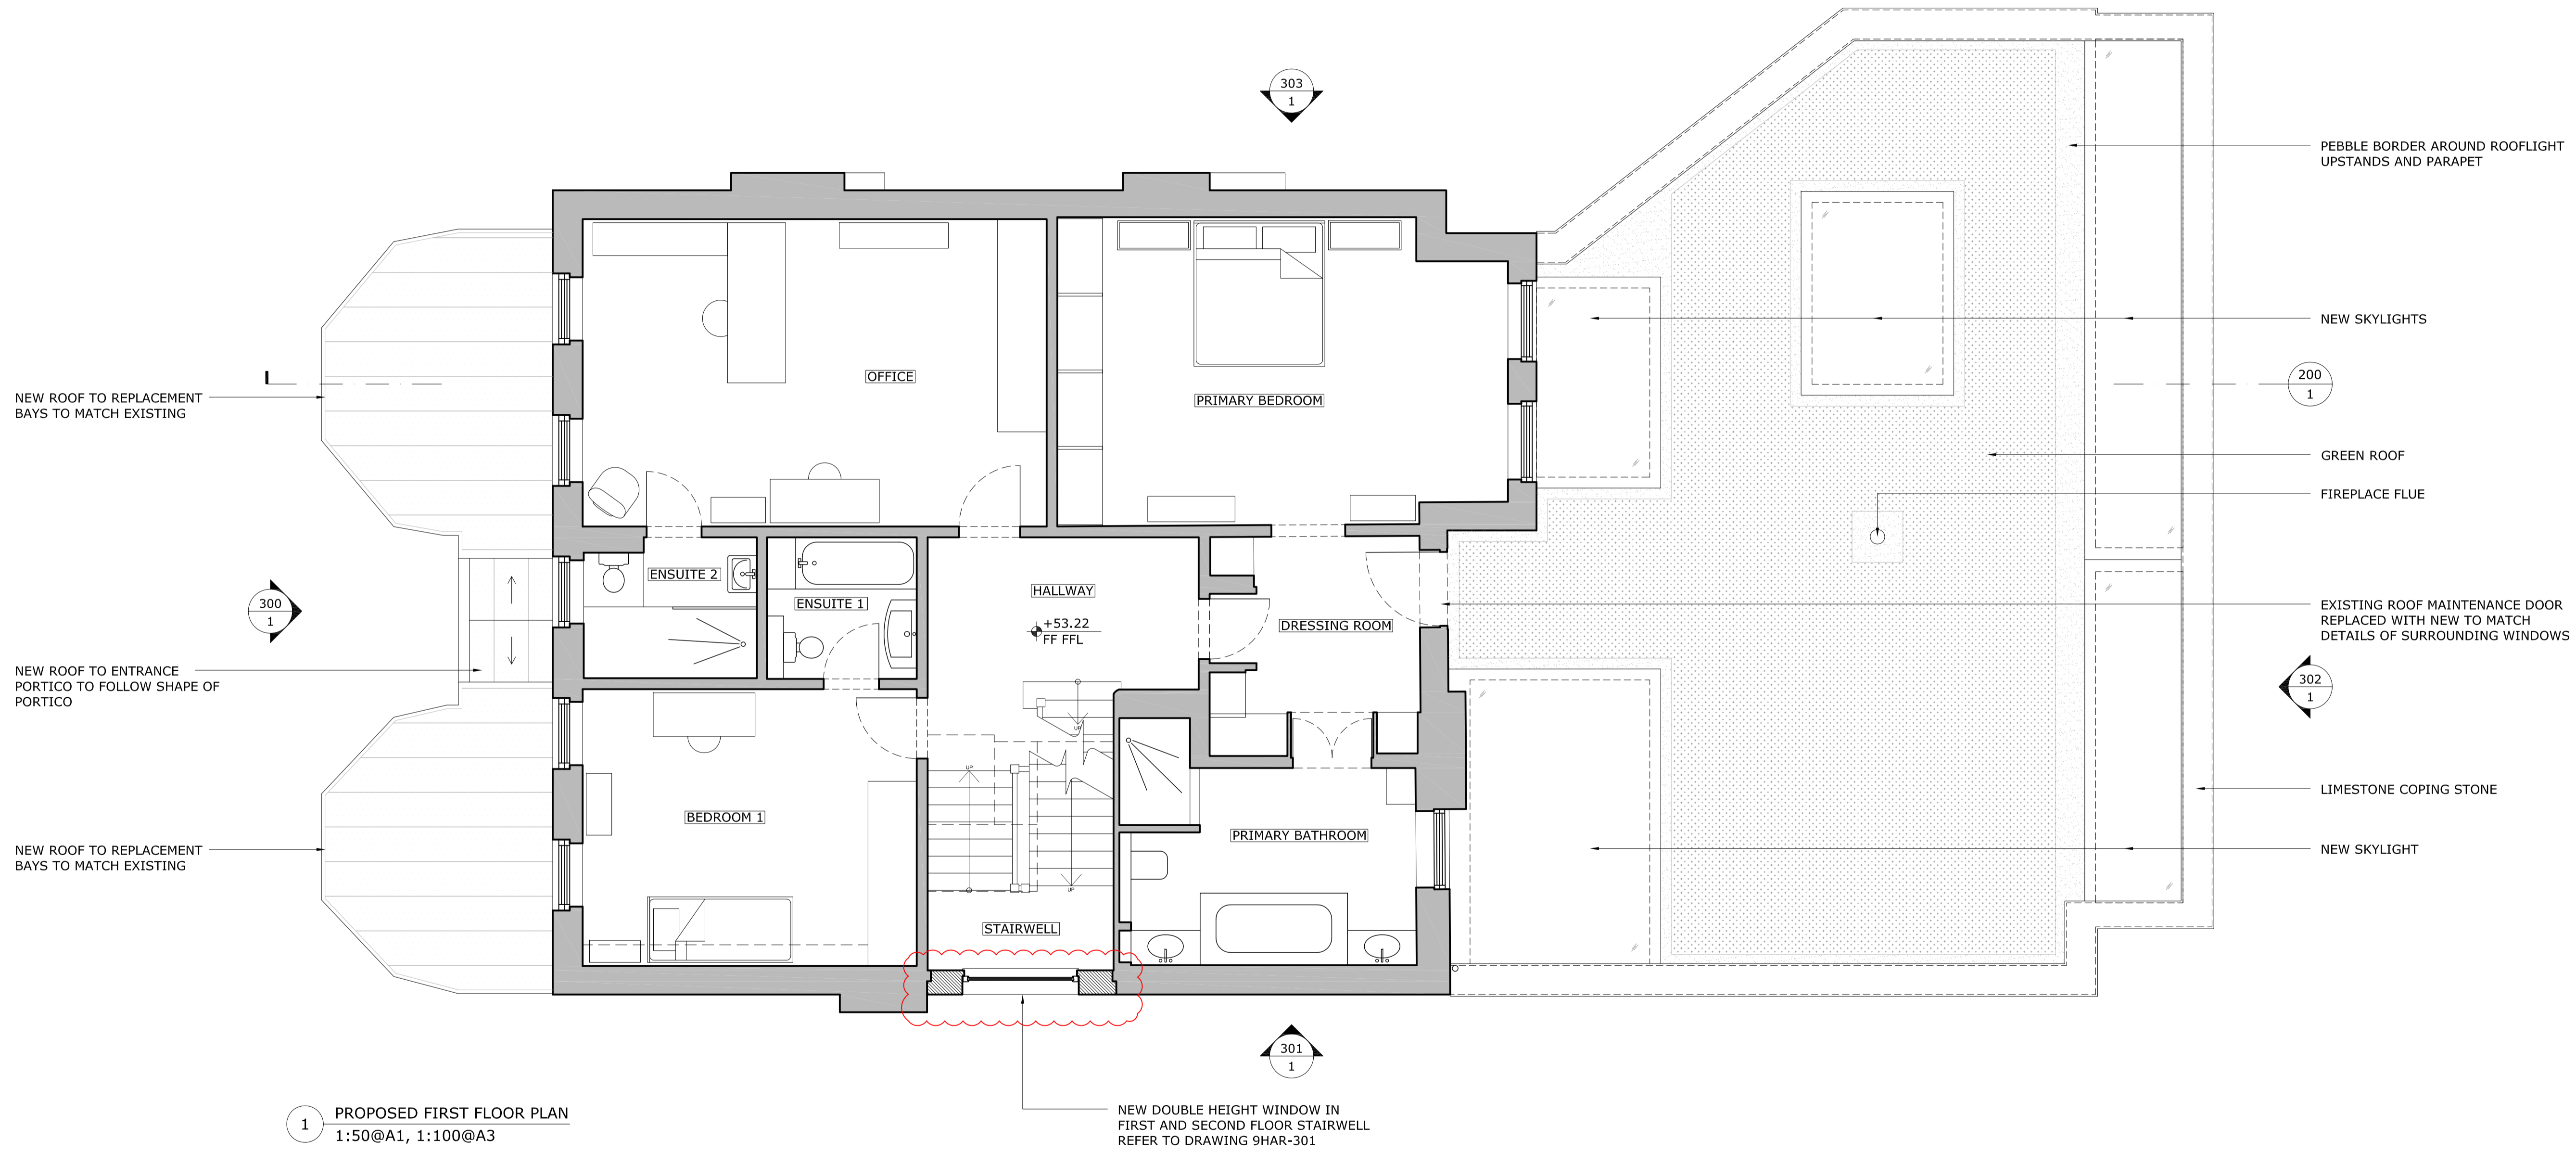 303
1
PEBBLE BORDER AROUND ROOFLIGHT
UPSTANDS AND PARAPET
NEW SKYLIGHTS
OFFICE
200
1
NEW ROOF TO REPLACEMENT
BAYS TO MATCH EXISTING
PRIMARY BEDROOM
GREEN ROOF
FIREPLACE FLUE
ENSUITE 2
ENSUITE 1
HALLWAY
300
1
+53.22
FF FFL
DRESSING ROOM
EXISTING ROOF MAINTENANCE DOOR
REPLACED WITH NEW TO MATCH
DETAILS OF SURROUNDING WINDOWS
NEW ROOF TO ENTRANCE
PORTICO TO FOLLOW SHAPE OF
PORTICO
302
1
UP
UP
BEDROOM 1
LIMESTONE COPING STONE
PRIMARY BATHROOM
NEW ROOF TO REPLACEMENT
BAYS TO MATCH EXISTING
NEW SKYLIGHT
UP
STAIRWELL
301
1
1
PROPOSED FIRST FLOOR PLAN
1:50@A1, 1:100@A3
NEW DOUBLE HEIGHT WINDOW IN
FIRST AND SECOND FLOOR STAIRWELL
REFER TO DRAWING 9HAR-301